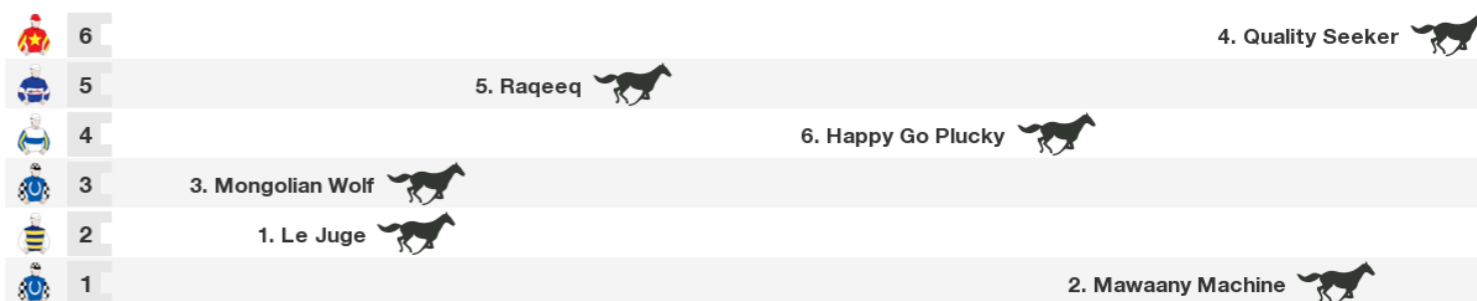 6 4. Quality Seeker
5 5. Raqeeq
4 6. Happy Go Plucky
3 3. Mongolian Wolf
2 1. Le Juge
1 2. Mawaany Machine